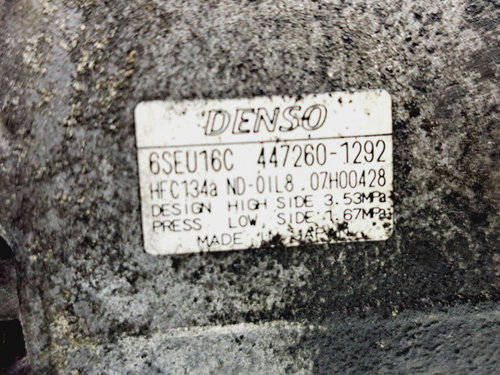 DENSO
6SEU16C 447260-1292
HFC134a ND-OIL8 07H00428
DESIGN HIGH SIDE 3.53MPa
PRESS LOW SIDE 1.67MPa
MADE IN